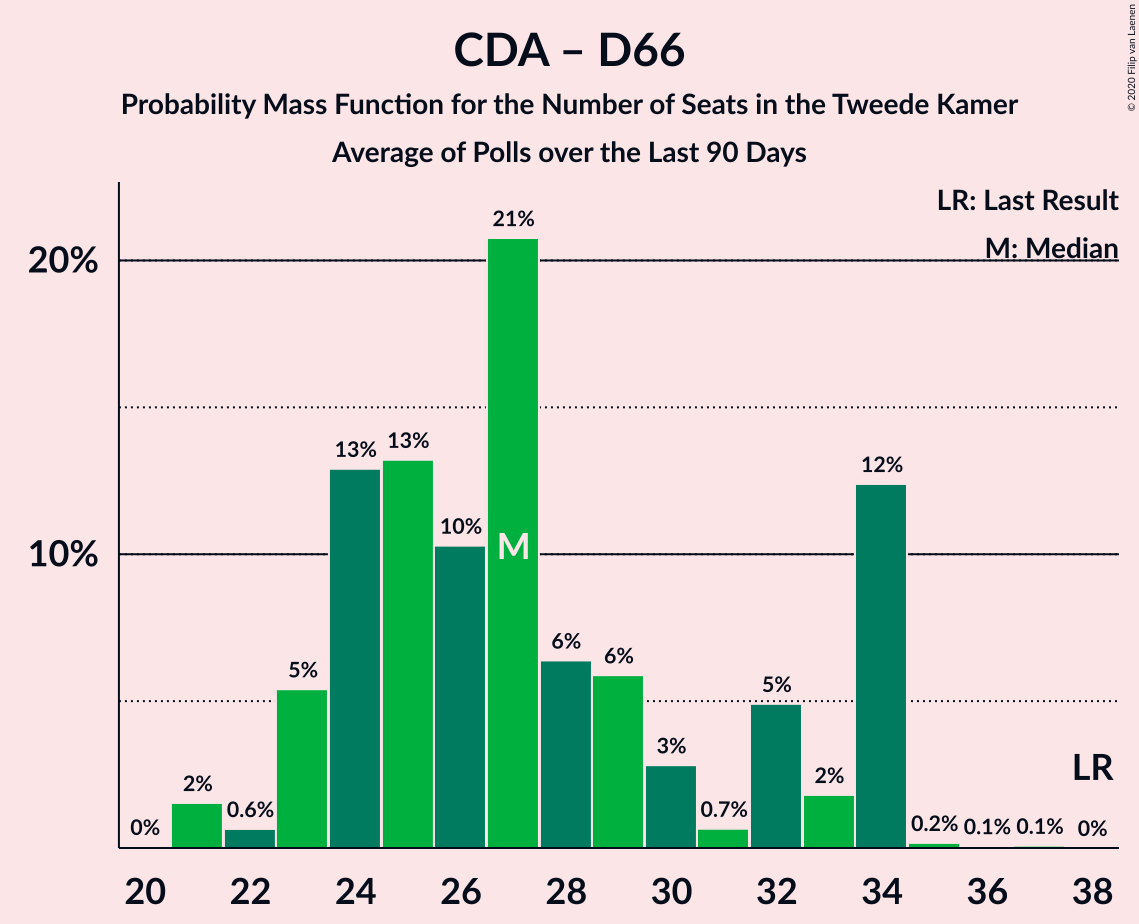 CDA – D66
Probability Mass Function for the Number of Seats in the Tweede Kamer
Average of Polls over the Last 90 Days
© 2020 Filip van Laenen
LR: Last Result
M: Median
20%
10%
0%
2%
0.6%
5%
13%
13%
10%
21%
M
6%
6%
3%
0.7%
5%
2%
12%
0.2%
0.1%
0.1%
0%
LR
20 22 24 26 28 30 32 34 36 38